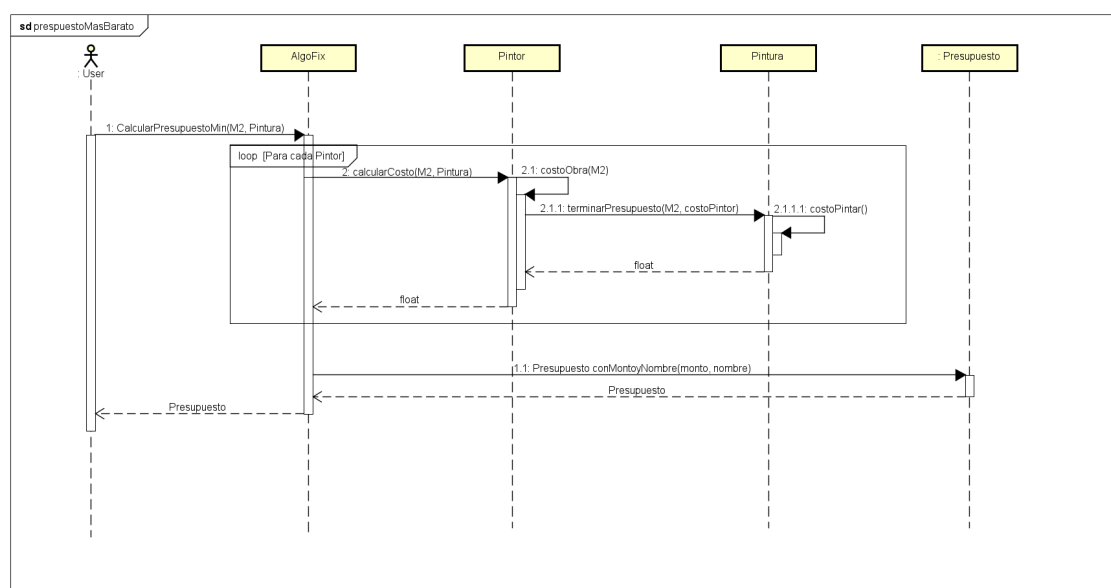 sd prespuestoMasBarato
: User
AlgoFix
Pintor
Pintura
: Presupuesto
1: CalcularPresupuestoMin(M2, Pintura)
loop [Para cada Pintor]
2: calcularCosto(M2, Pintura)
2.1: costoObra(M2)
2.1.1: terminarPresupuesto(M2, costoPintor)
2.1.1.1: costoPintar()
float
float
1.1: Presupuesto conMontoyNombre(monto, nombre)
Presupuesto
Presupuesto